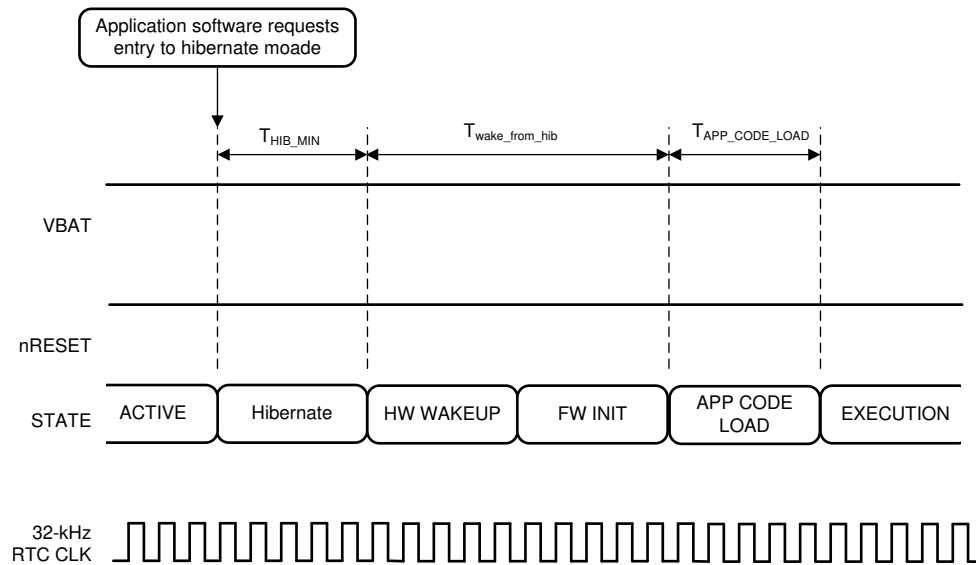 Application software requests
entry to hibernate moade
THIB_MIN
Twake_from_hib
TAPP_CODE_LOAD
VBAT
nRESET
STATE
ACTIVE
Hibernate
HW WAKEUP
FW INIT
APP CODE
LOAD
EXECUTION
32-kHz
RTC CLK